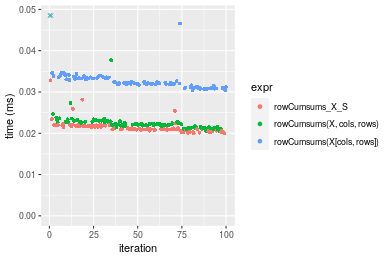 0.05
0.04
0.03
0.02
0.01
0.00
time (ms)
0
25
50
75
100
iteration
expr
rowCumsums_X_S
rowCumsums(X, cols, rows)
rowCumsums(X[cols, rows])